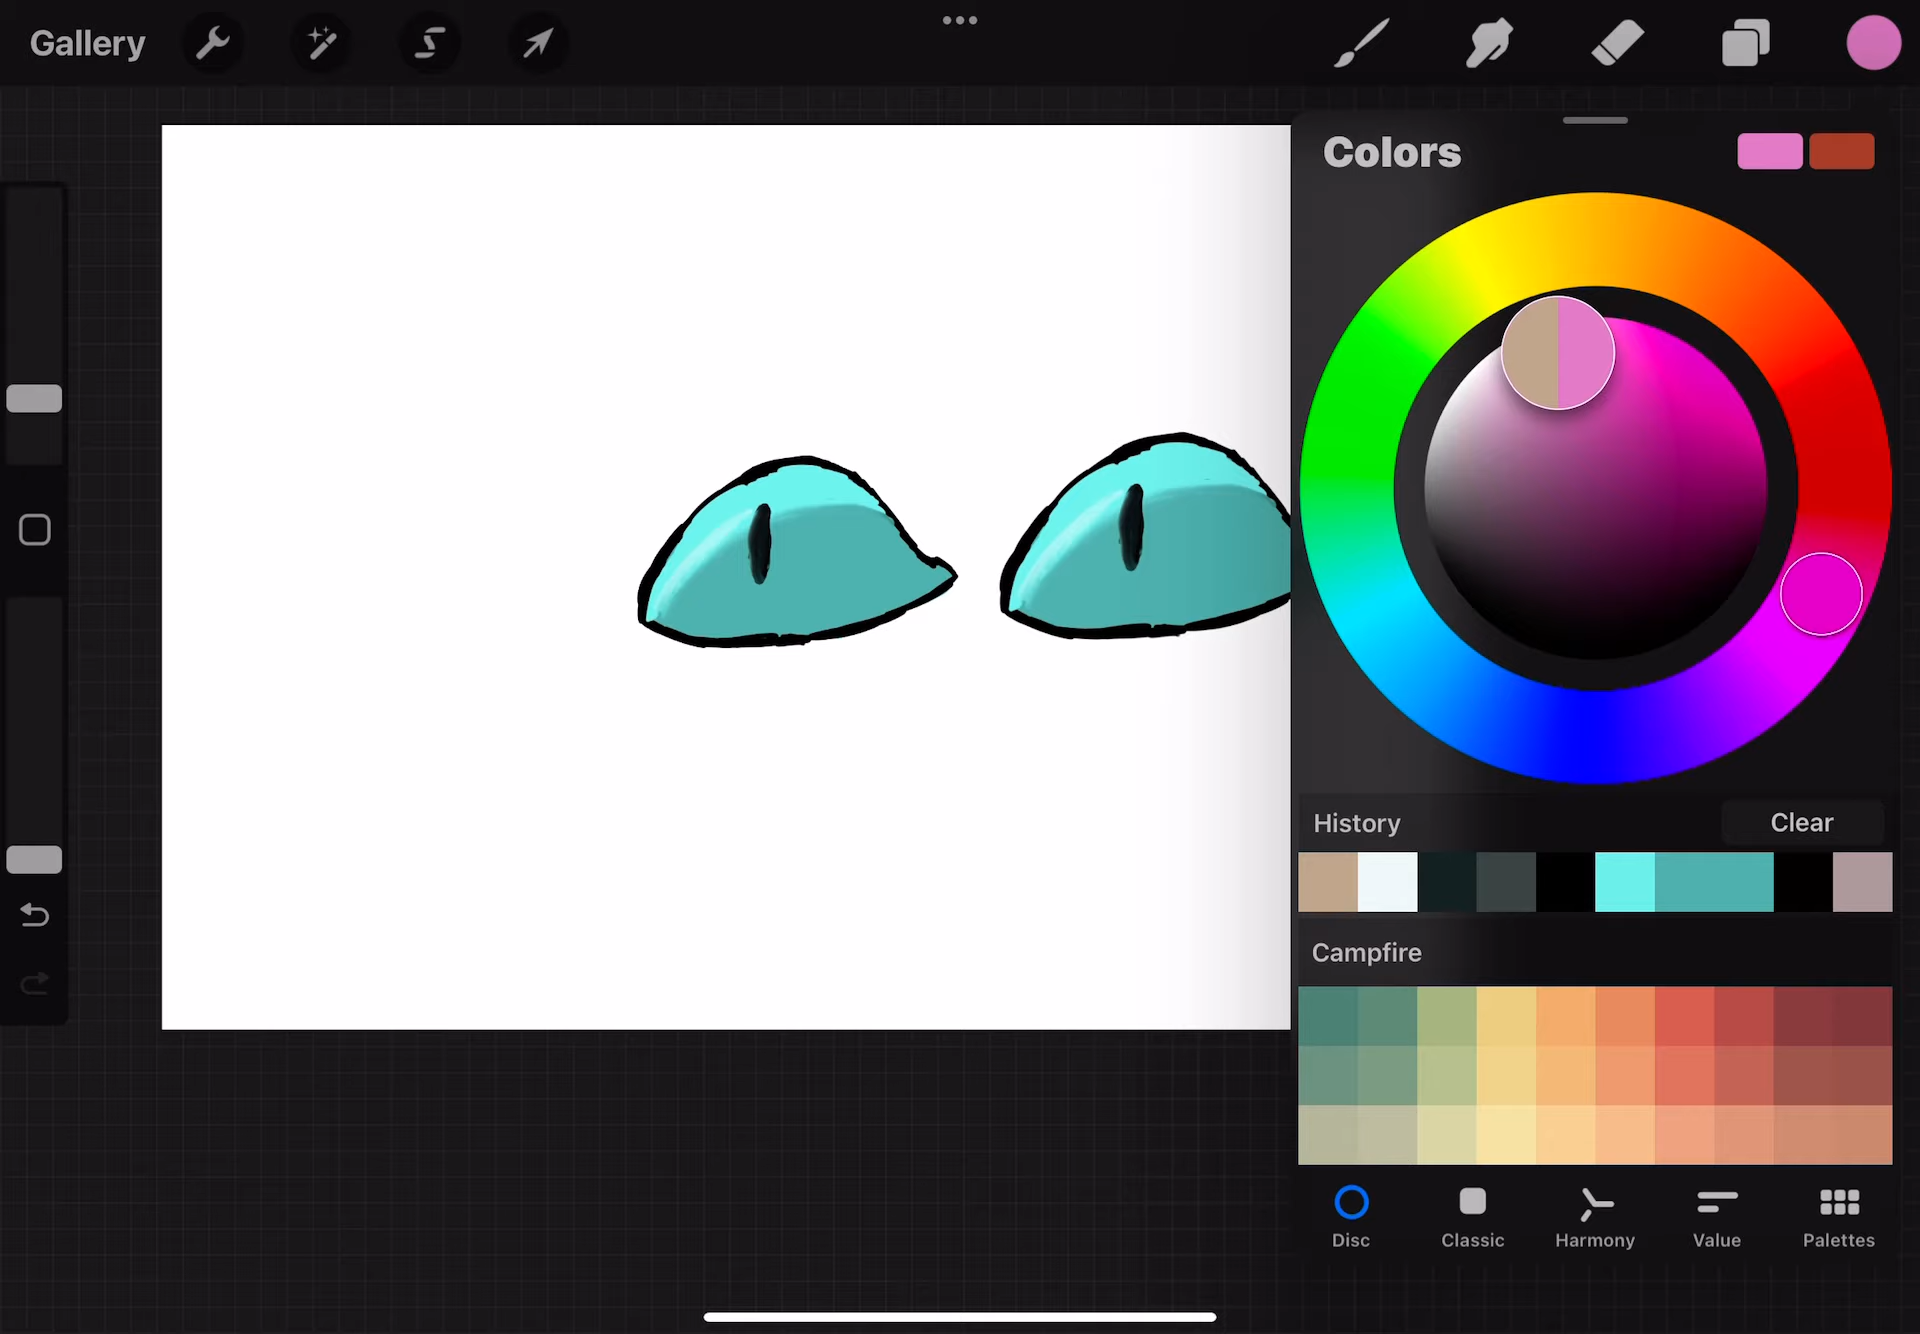 Gallery
Colors
History
Clear
Campfire
Disc
Classic
Harmony
Value
Palettes